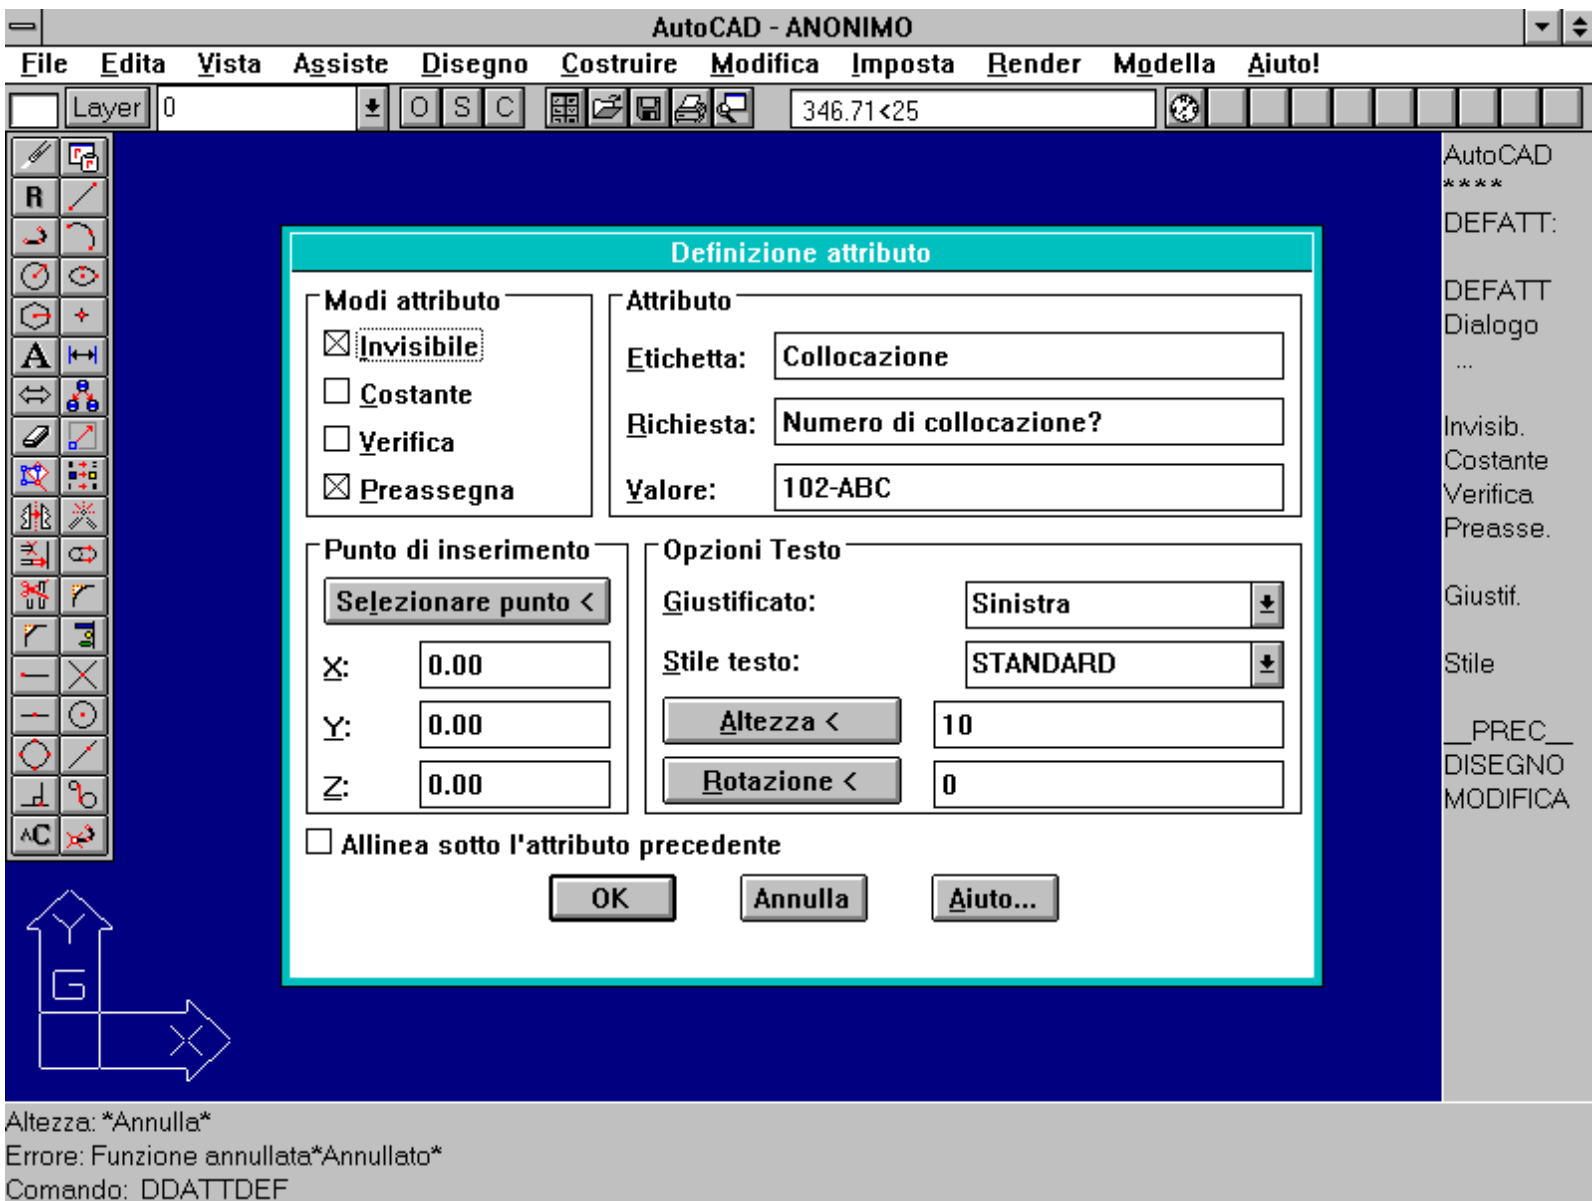 AutoCAD - ANONIMO
File Edita Vista Assiste Disegno Costruire Modifica Imposta Render Modella Aiuto!
Layer 0 O S C 346.71<25
R
A
^C
AutoCAD
****
DEFATT:
DEFATT
Dialogo
...
Invisib.
Costante
Verifica
Preasse.
Giustif.
Stile
__PREC__
DISEGNO
MODIFICA
Definizione attributo
Modi attributo
Invisibile
Costante
Verifica
Preassegna
Attributo
Etichetta: Collocazione
Richiesta: Numero di collocazione?
Valore: 102-ABC
Punto di inserimento
Selezionare punto <
X: 0.00
Y: 0.00
Z: 0.00
Opzioni Testo
Giustificato: Sinistra
Stile testo: STANDARD
Altezza < 10
Rotazione < 0
Allinea sotto l'attributo precedente
OK Annulla Aiuto...
Y
G
X
Altezza: *Annulla*
Errore: Funzione annullata*Annullato*
Comando: DDATTDEF